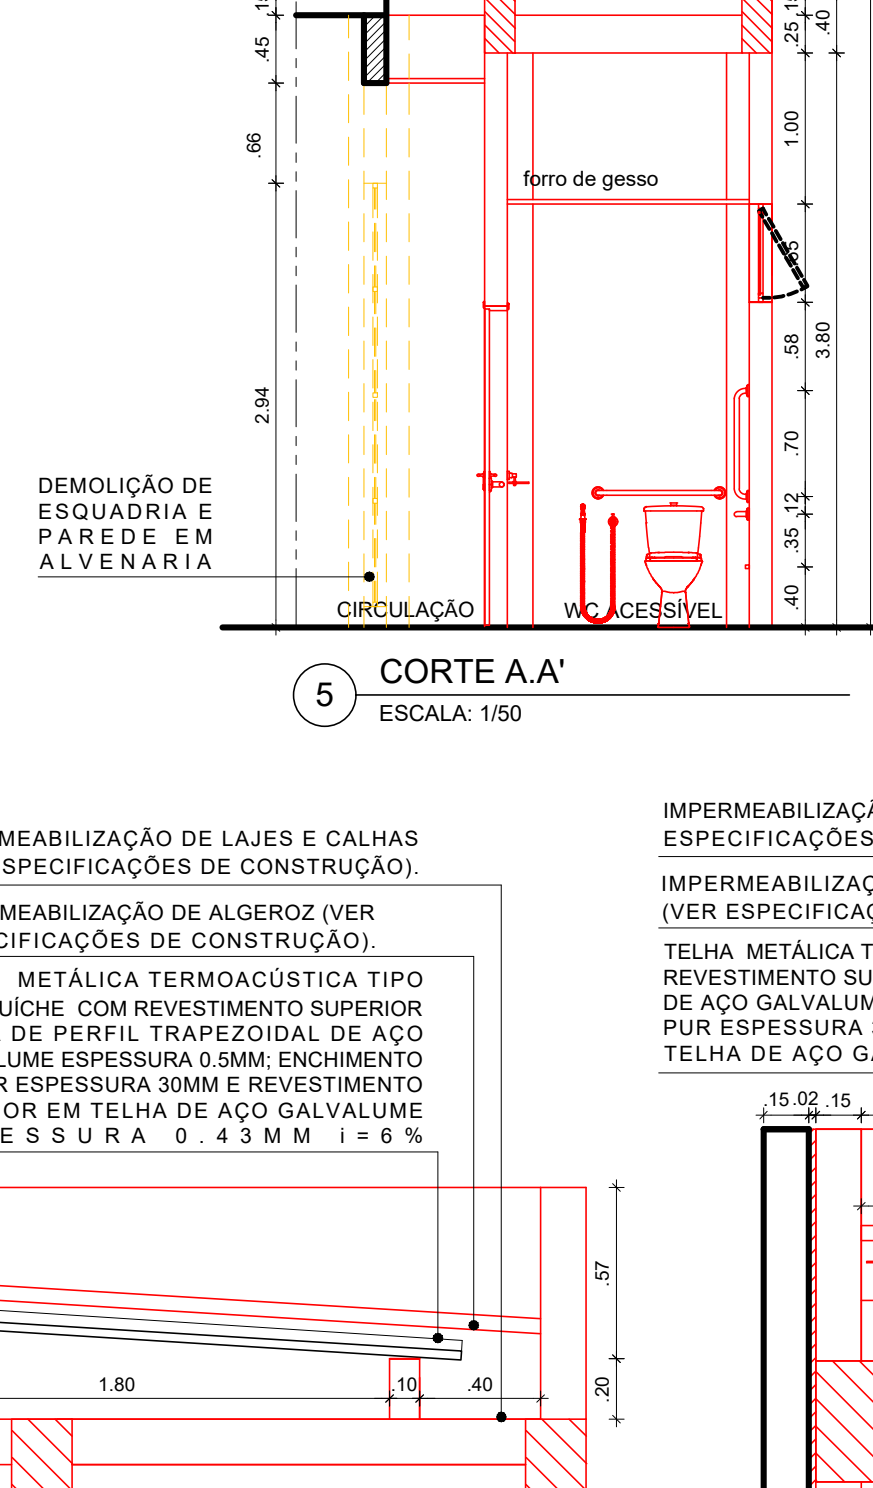 .45
.25
.40
.66
1.00
forro de gesso
.58
3.80
2.94
.70
.12
.35
.40
DEMOLIÇÃO DE
ESQUADRIA E
PAREDE EM
ALVENARIA
CIRCULAÇÃO
WC ACESSÍVEL
5
CORTE A.A'
ESCALA: 1/50
MEABILIZAÇÃO DE LAJES E CALHAS
SPECIFICAÇÕES DE CONSTRUÇÃO).
MEABILIZAÇÃO DE ALGEROZ (VER
CIFICAÇÕES DE CONSTRUÇÃO).
METÁLICA TERMOACÚSTICA TIPO
UÍCHE COM REVESTIMENTO SUPERIOR
DE PERFIL TRAPEZOIDAL DE AÇO
LUME ESPESSURA 0.5MM; ENCHIMENTO
R ESPESSURA 30MM E REVESTIMENTO
OR EM TELHA DE AÇO GALVALUME
ESSURA 0.43MM i=6%
IMPERMEABILIZAÇÃ
ESPECIFICAÇÕES
IMPERMEABILIZAÇ
(VER ESPECIFICAÇ
TELHA METÁLICA T
REVESTIMENTO SU
DE AÇO GALVALUM
PUR ESPESSURA 3
TELHA DE AÇO GA
.15 .02 .15
.57
.20
1.80
.10
.40